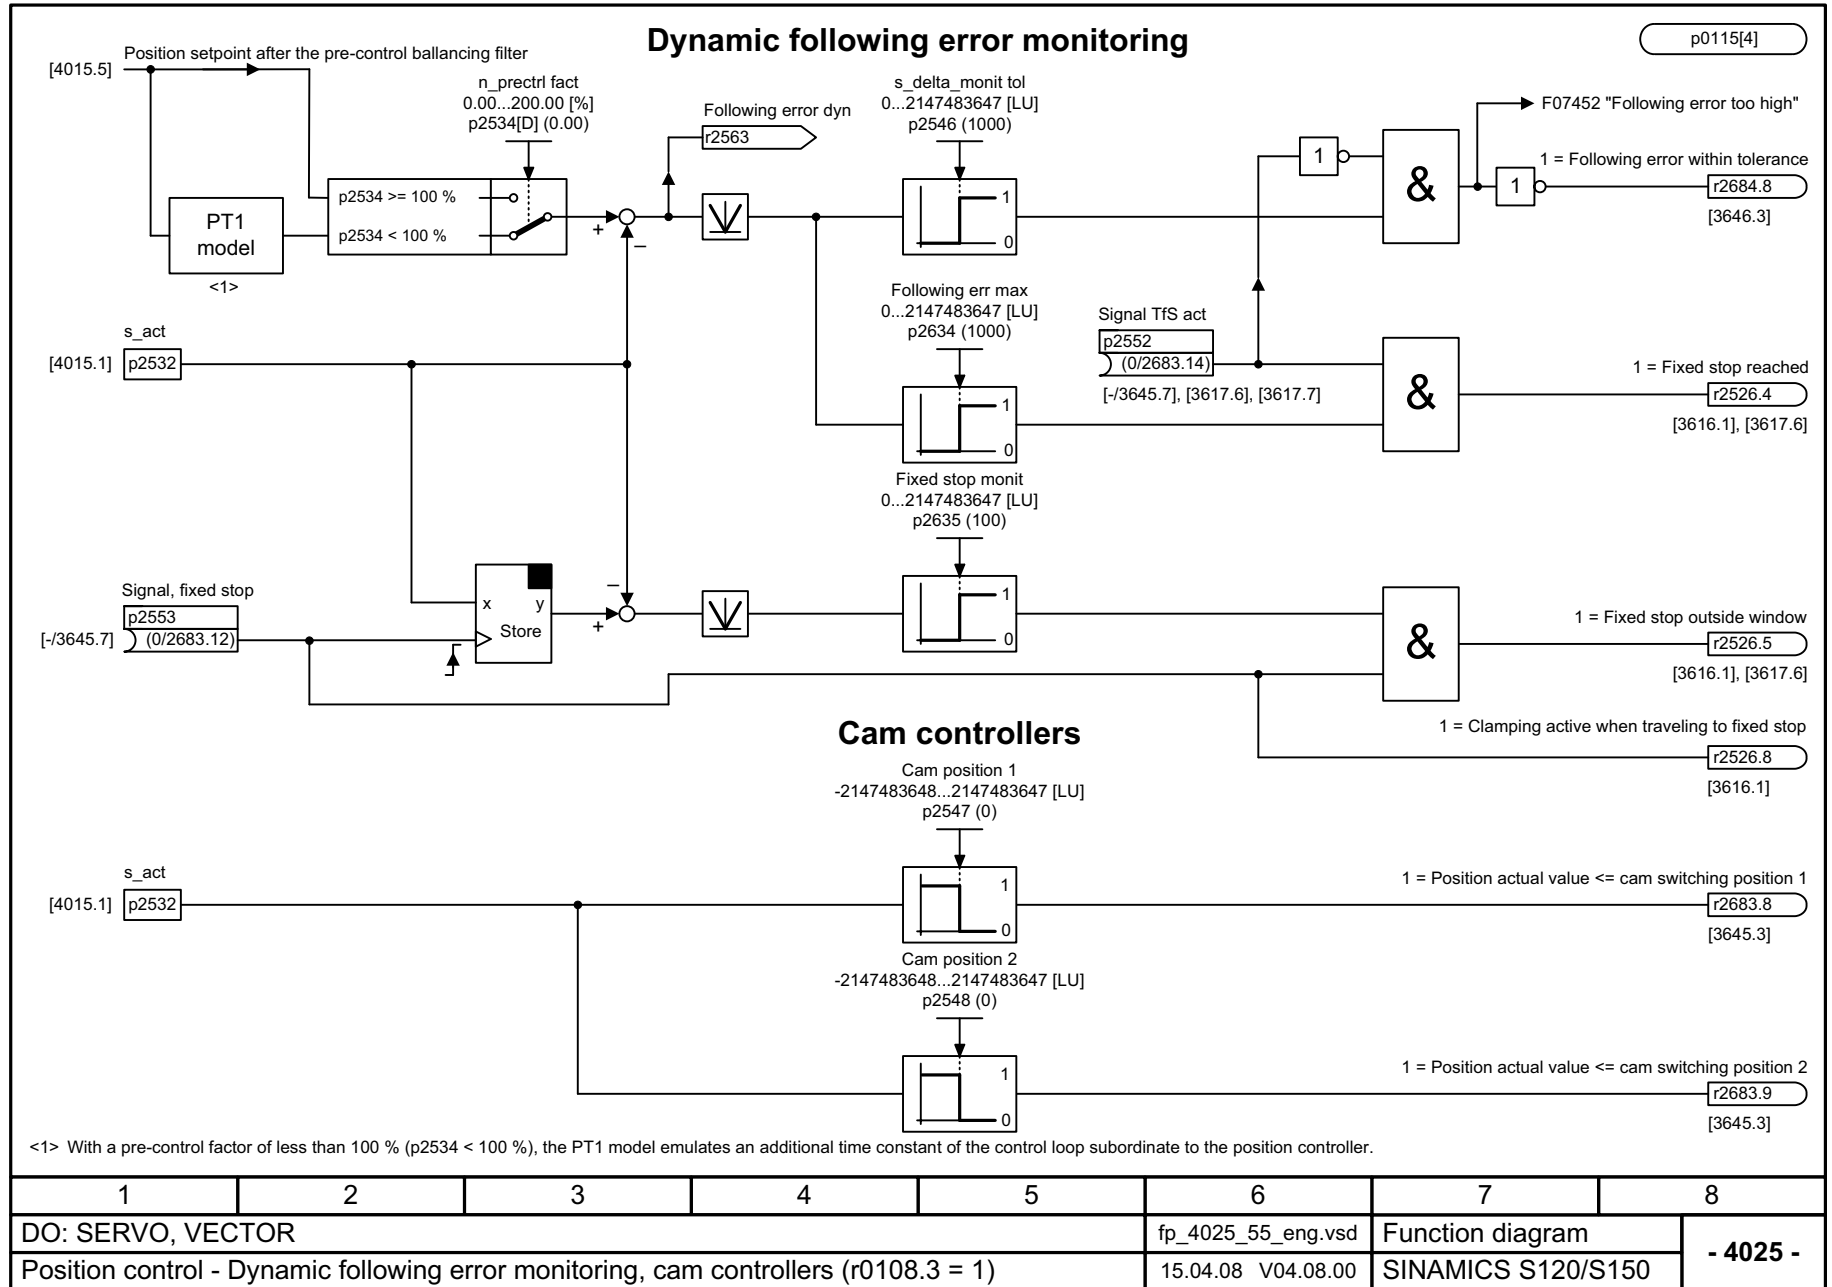 Dynamic following error monitoring
p0115[4]
Position setpoint after the pre-control ballancing filter
[4015.5]
n_prectrl fact
0.00...200.00 [%]
p2534[D] (0.00)
Following error dyn
r2563
s_delta_monit tol
0...2147483647 [LU]
p2546 (1000)
F07452 "Following error too high"
1
&
1 = Following error within tolerance
1
r2684.8
[3646.3]
p2534 >= 100 %
p2534 < 100 %
PT1
model
<1>
+
–
1
0
s_act
[4015.1]
p2532
Following err max
0...2147483647 [LU]
p2634 (1000)
1
0
Signal TfS act
p2552
(0/2683.14)
[-/3645.7], [3617.6], [3617.7]
&
1 = Fixed stop reached
r2526.4
[3616.1], [3617.6]
Fixed stop monit
0...2147483647 [LU]
p2635 (100)
1
0
Signal, fixed stop
p2553
[-/3645.7]
(0/2683.12)
x
y
Store
+
–
&
1 = Fixed stop outside window
r2526.5
[3616.1], [3617.6]
1 = Clamping active when traveling to fixed stop
r2526.8
[3616.1]
Cam controllers
Cam position 1
-2147483648...2147483647 [LU]
p2547 (0)
s_act
[4015.1]
p2532
1
0
1 = Position actual value <= cam switching position 1
r2683.8
[3645.3]
Cam position 2
-2147483648...2147483647 [LU]
p2548 (0)
1
0
1 = Position actual value <= cam switching position 2
r2683.9
[3645.3]
<1> With a pre-control factor of less than 100 % (p2534 < 100 %), the PT1 model emulates an additional time constant of the control loop subordinate to the position controller.
1 2 3 4 5 6 7 8
DO: SERVO, VECTOR
fp_4025_55_eng.vsd
Function diagram
- 4025 -
Position control - Dynamic following error monitoring, cam controllers (r0108.3 = 1)
15.04.08 V04.08.00
SINAMICS S120/S150